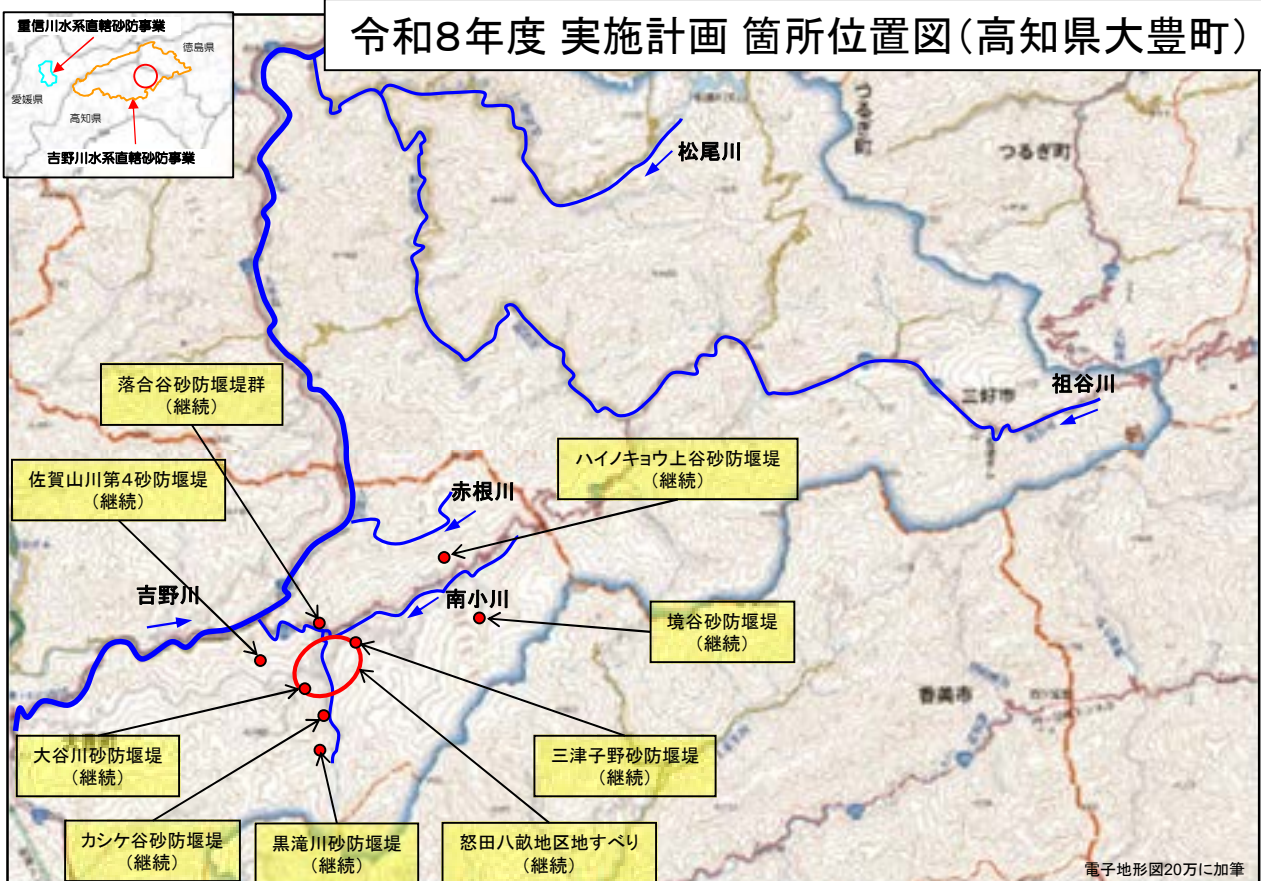 令和８年度 実施計画 箇所位置図（高知県大豊町）
重信川水系直轄砂防事業
徳島県
愛媛県
高知県
吉野川水系直轄砂防事業
つるぎ町
つるぎ町
松尾川
祖谷川
三好市
落合谷砂防堰堤群
（継続）
ハイノキョウ上谷砂防堰堤
（継続）
佐賀山川第４砂防堰堤
（継続）
赤根川
吉野川
南小川
境谷砂防堰堤
（継続）
香美市
大谷川砂防堰堤
（継続）
三津子野砂防堰堤
（継続）
カシケ谷砂防堰堤
（継続）
黒滝川砂防堰堤
（継続）
怒田八畝地区地すべり
（継続）
電子地形図20万に加筆